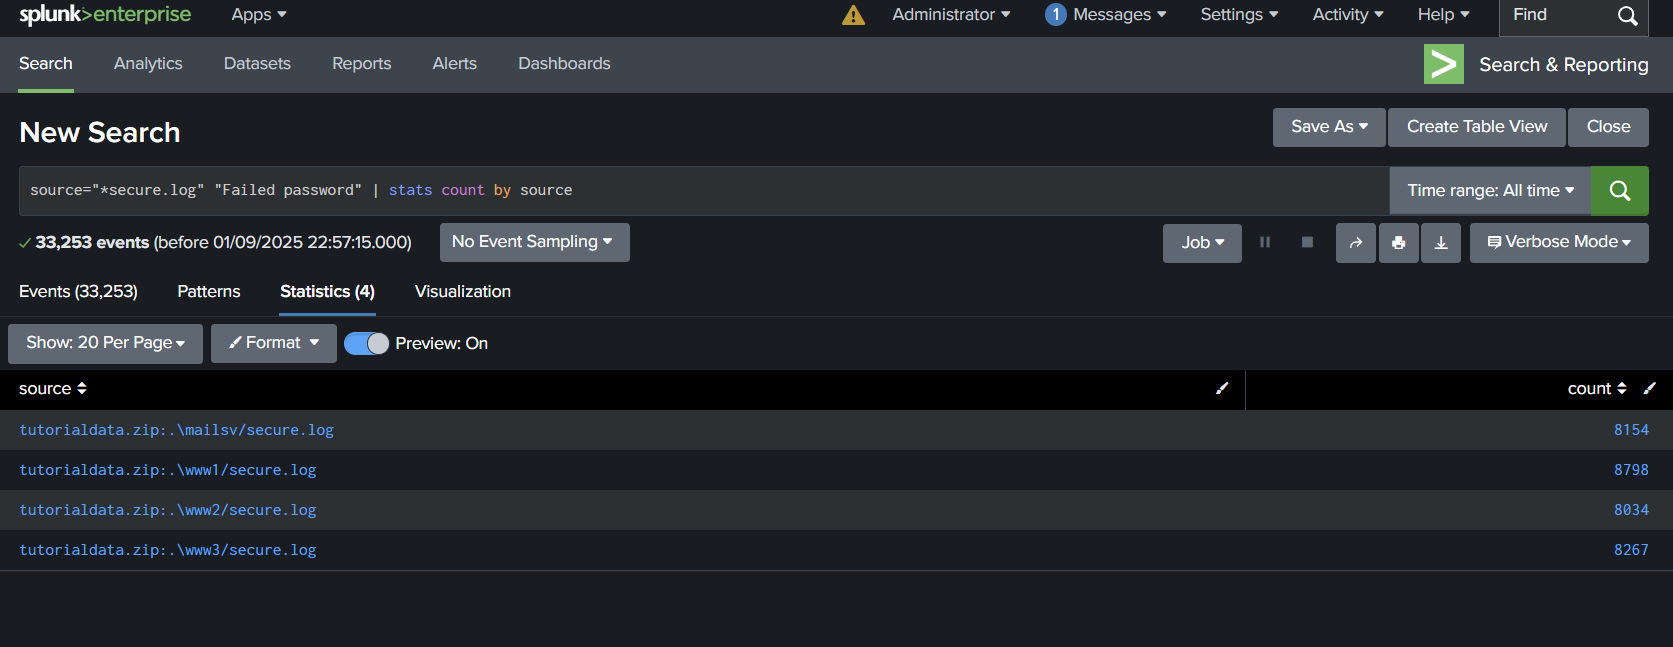 splunk>enterprise Apps Administrator 1 Messages Settings Activity Help Find
Search Analytics Datasets Reports Alerts Dashboards Search & Reporting
New Search Save As Create Table View Close
source="*secure.log" "Failed password" | stats count by source Time range: All time
33,253 events (before 01/09/2025 22:57:15.000) No Event Sampling Job Verbose Mode
Events (33,253) Patterns Statistics (4) Visualization
Show: 20 Per Page Format Preview: On
source count
tutorialdata.zip:.\mailsv/secure.log 8154
tutorialdata.zip:.\www1/secure.log 8798
tutorialdata.zip:.\www2/secure.log 8034
tutorialdata.zip:.\www3/secure.log 8267